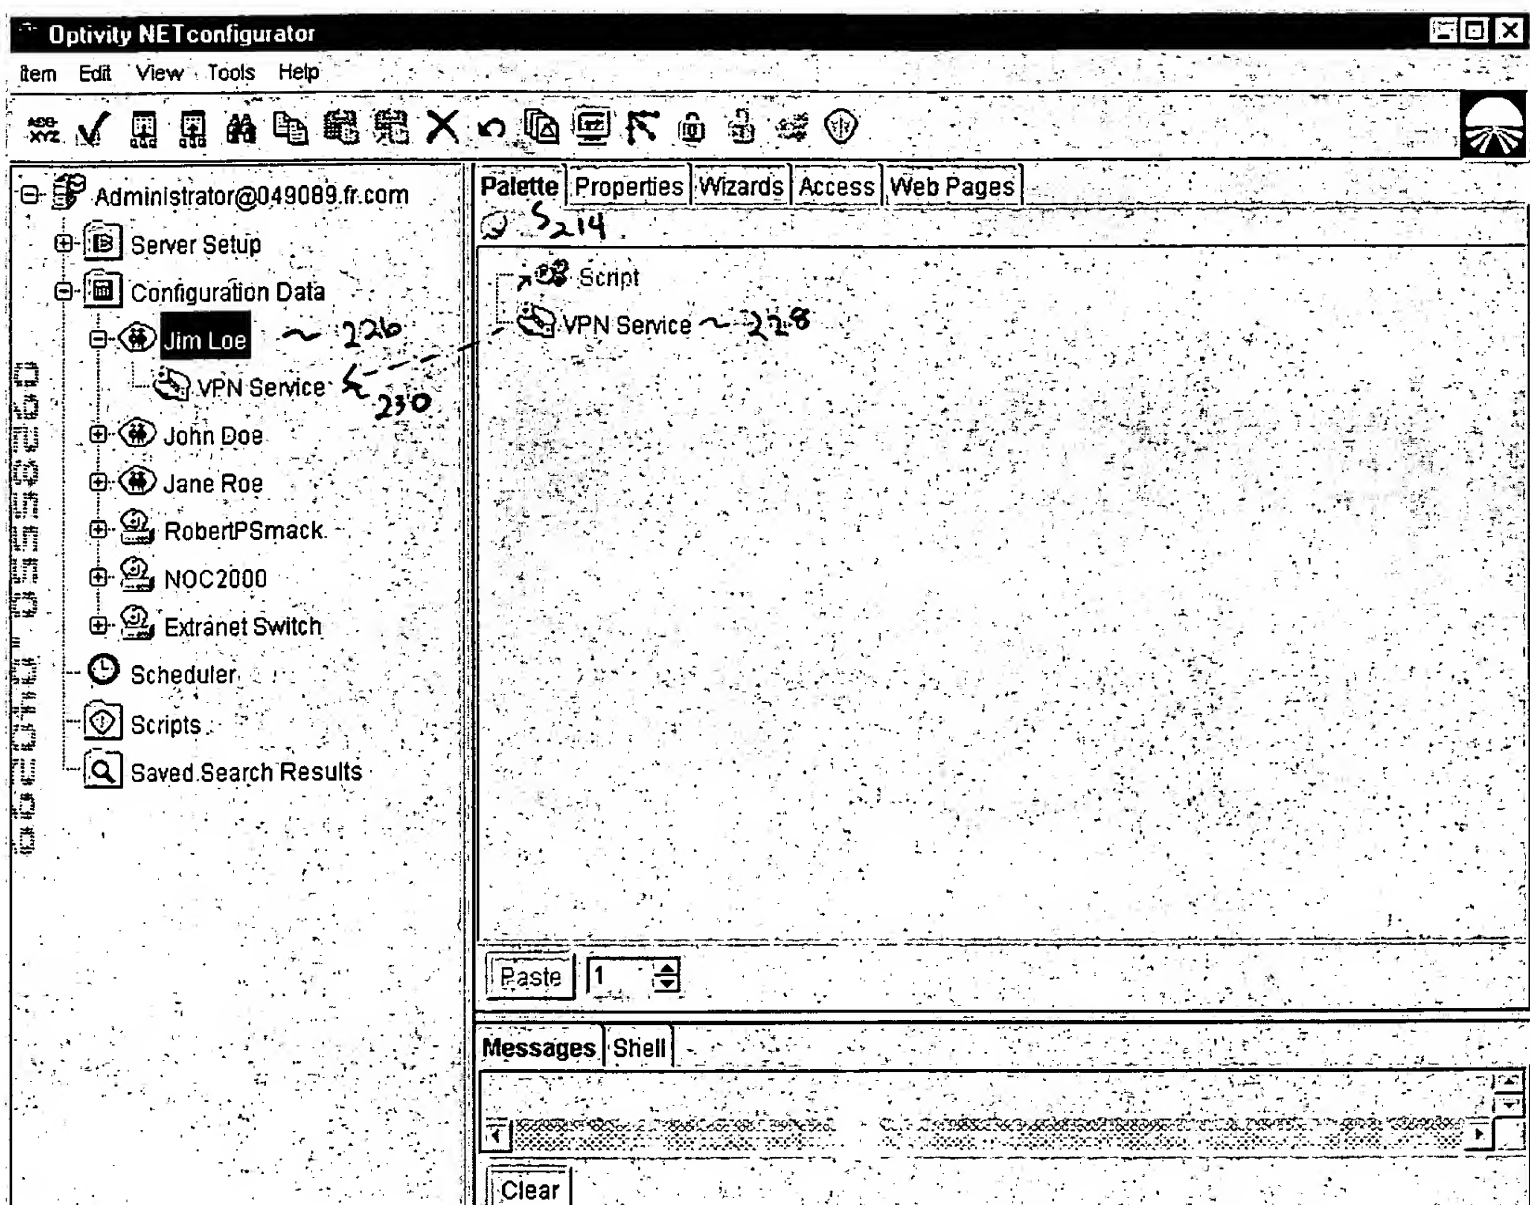 Optivity NETconfigurator
Item Edit View Tools Help
ABB-XYZ
Administrator@049089.fr.com
Palette Properties Wizards Access Web Pages
214
Server Setup
Script
Configuration Data
VPN Service ~ 228
Jim Loe ~ 226
VPN Service
230
John Doe
Jane Roe
RobertPSmack
NOC2000
Extranet Switch
Scheduler
Scripts
Saved Search Results
Paste 1
Messages Shell
Clear